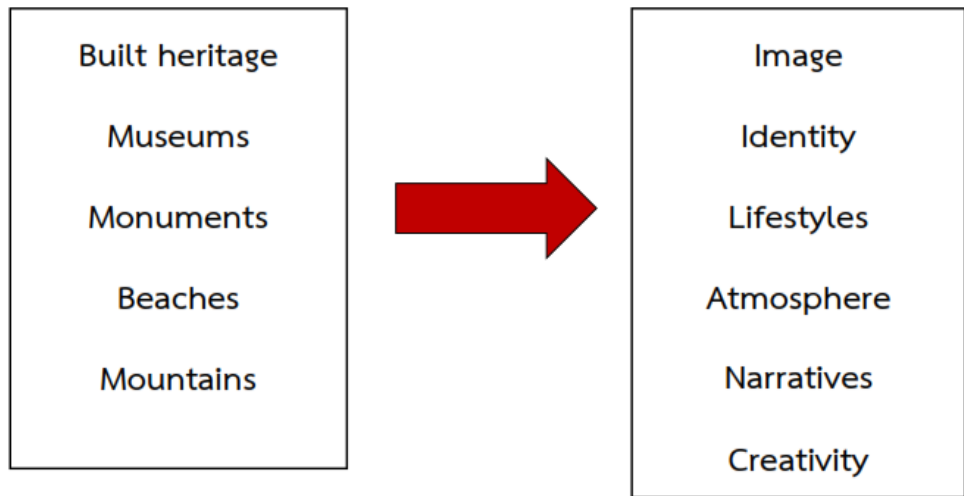 Built heritage
Museums
Monuments
Beaches
Mountains
Image
Identity
Lifestyles
Atmosphere
Narratives
Creativity